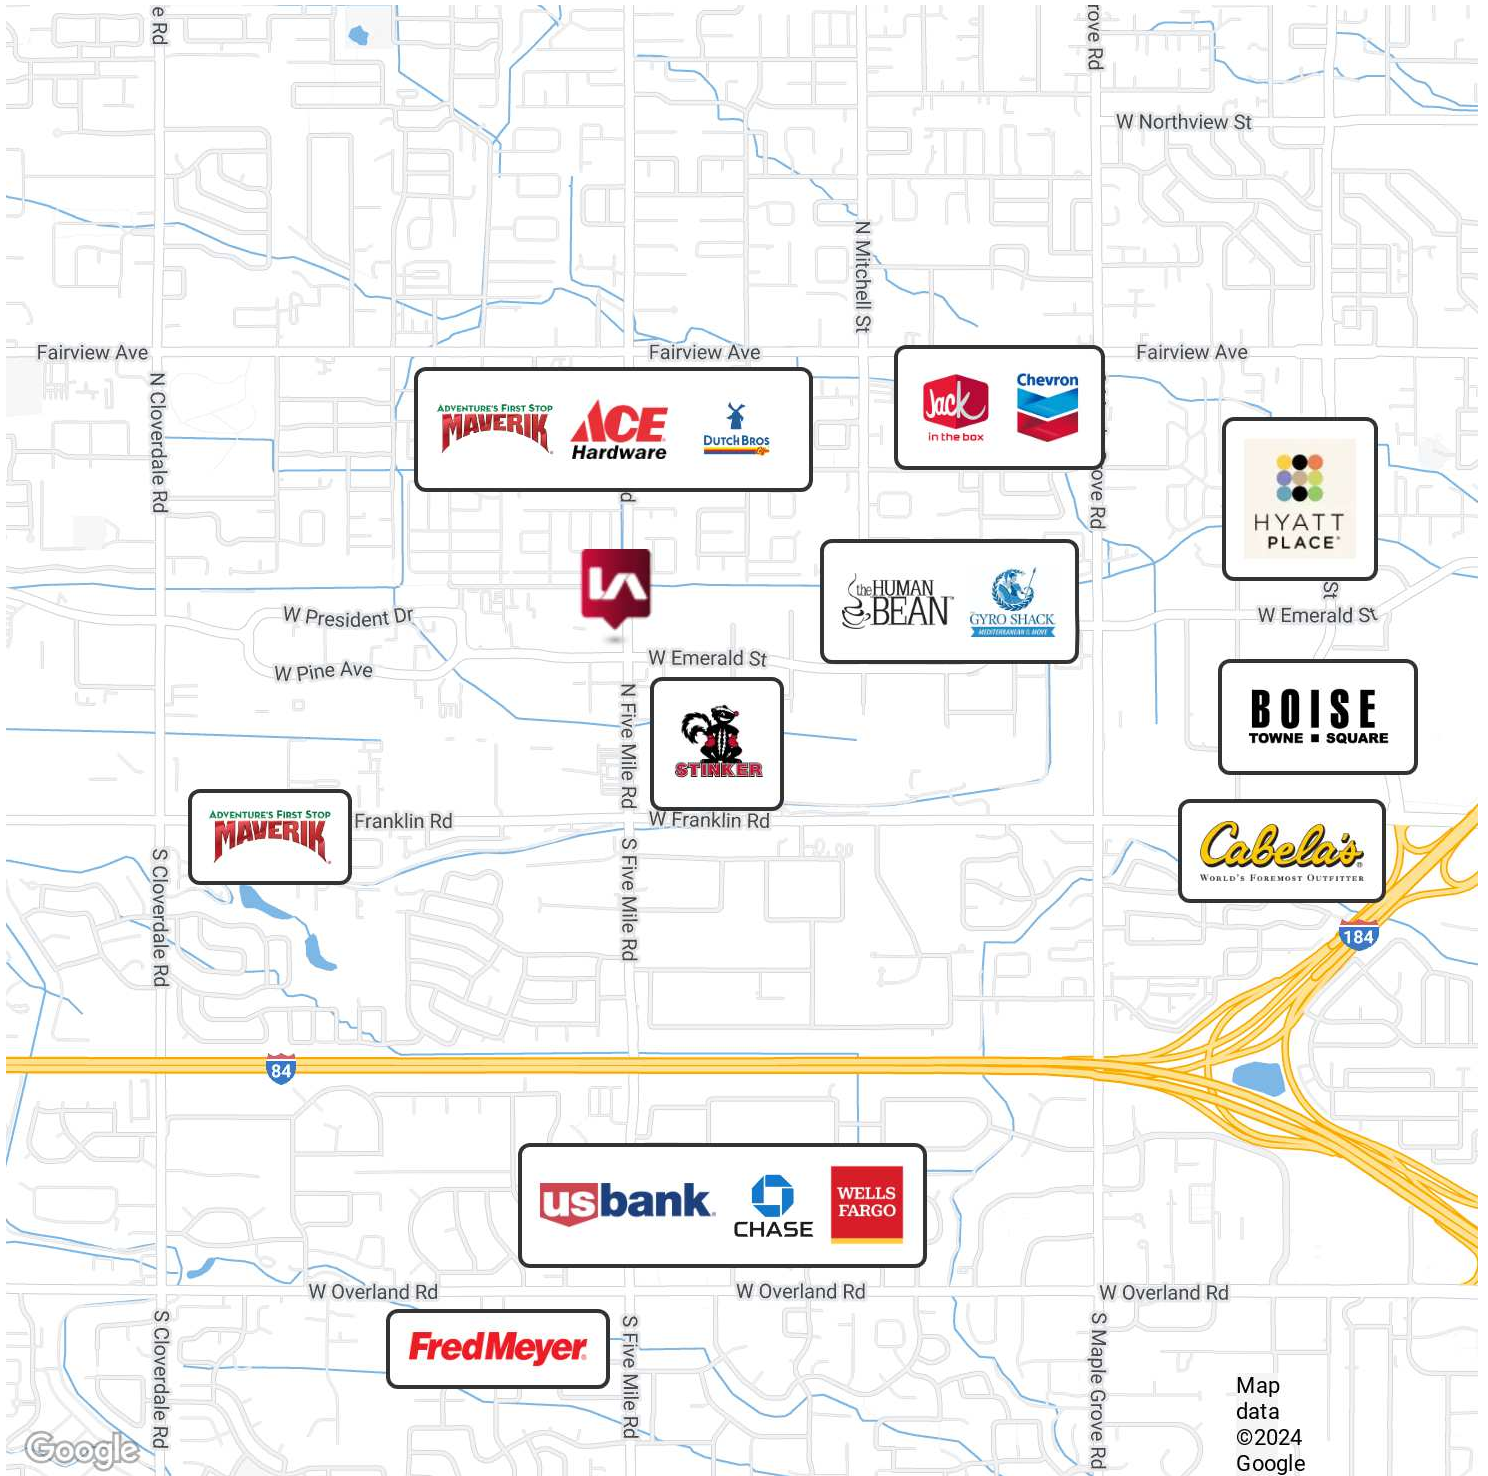 e Rd
rove Rd
W Northview St
N Mitchell St
Fairview Ave
Fairview Ave
Fairview Ave
N Cloverdale Rd
ADVENTURE'S FIRST STOP
MAVERIK
ACE
Hardware
DUTCH BROS
Jack
in the box
Chevron
d
ove Rd
HYATT
PLACE
St
W President Dr
W Pine Ave
W Emerald St
the HUMAN
BEAN
GYRO SHACK
MEDITERRANEAN & MORE
W Emerald St
N Five Mile Rd
STINKER
BOISE
TOWNE SQUARE
ADVENTURE'S FIRST STOP
MAVERIK
Franklin Rd
W Franklin Rd
Cabela's
WORLD'S FOREMOST OUTFITTER
S Cloverdale Rd
S Five Mile Rd
184
84
usbank
CHASE
WELLS
FARGO
W Overland Rd
W Overland Rd
W Overland Rd
S Cloverdale Rd
Fred Meyer
S Five Mile Rd
S Maple Grove Rd
Map
data
©2024
Google
Google